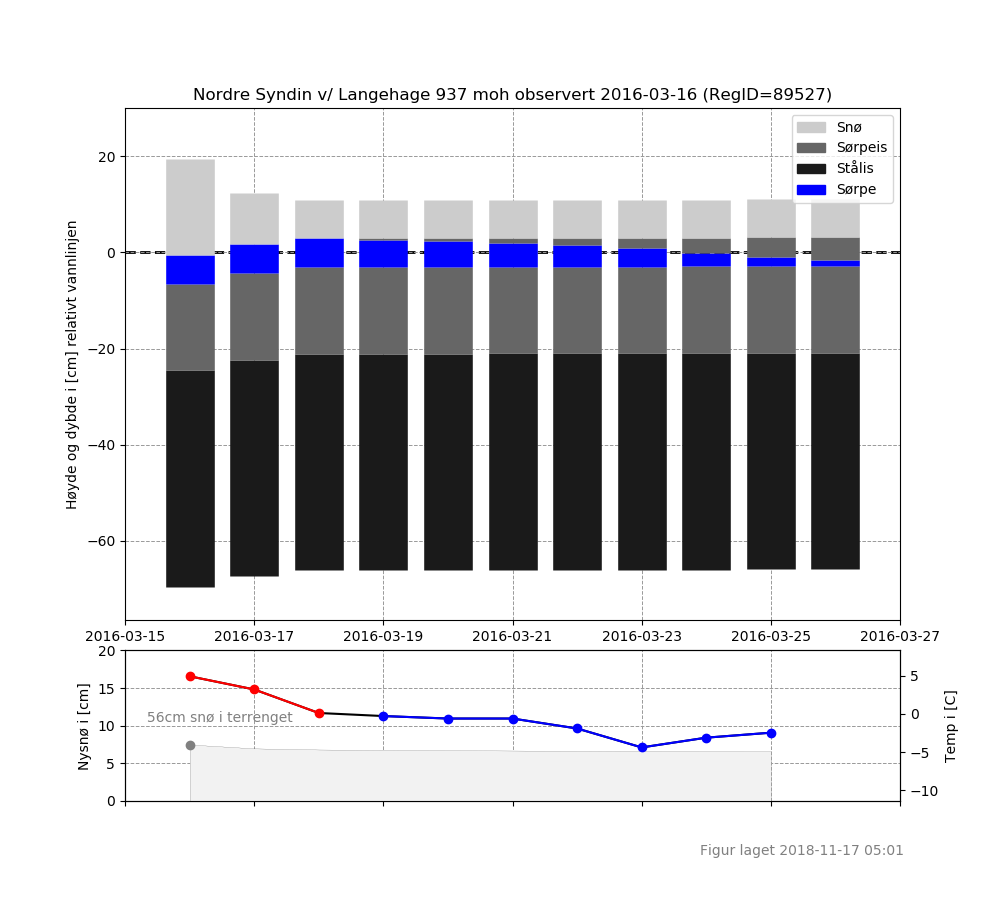 Nordre Syndin v/ Langehage 937 moh observert 2016-03-16 (RegID=89527)
Snø
Sørpeis
Stålis
Sørpe
Høyde og dybde i [cm] relativt vannlinjen
20
0
−20
−40
−60
2016-03-15 2016-03-17 2016-03-19 2016-03-21 2016-03-23 2016-03-25 2016-03-27
Nysnø i [cm]
20
15
10
5
0
56cm snø i terrenget
5
0
−5
−10
Temp i [C]
Figur laget 2018-11-17 05:01